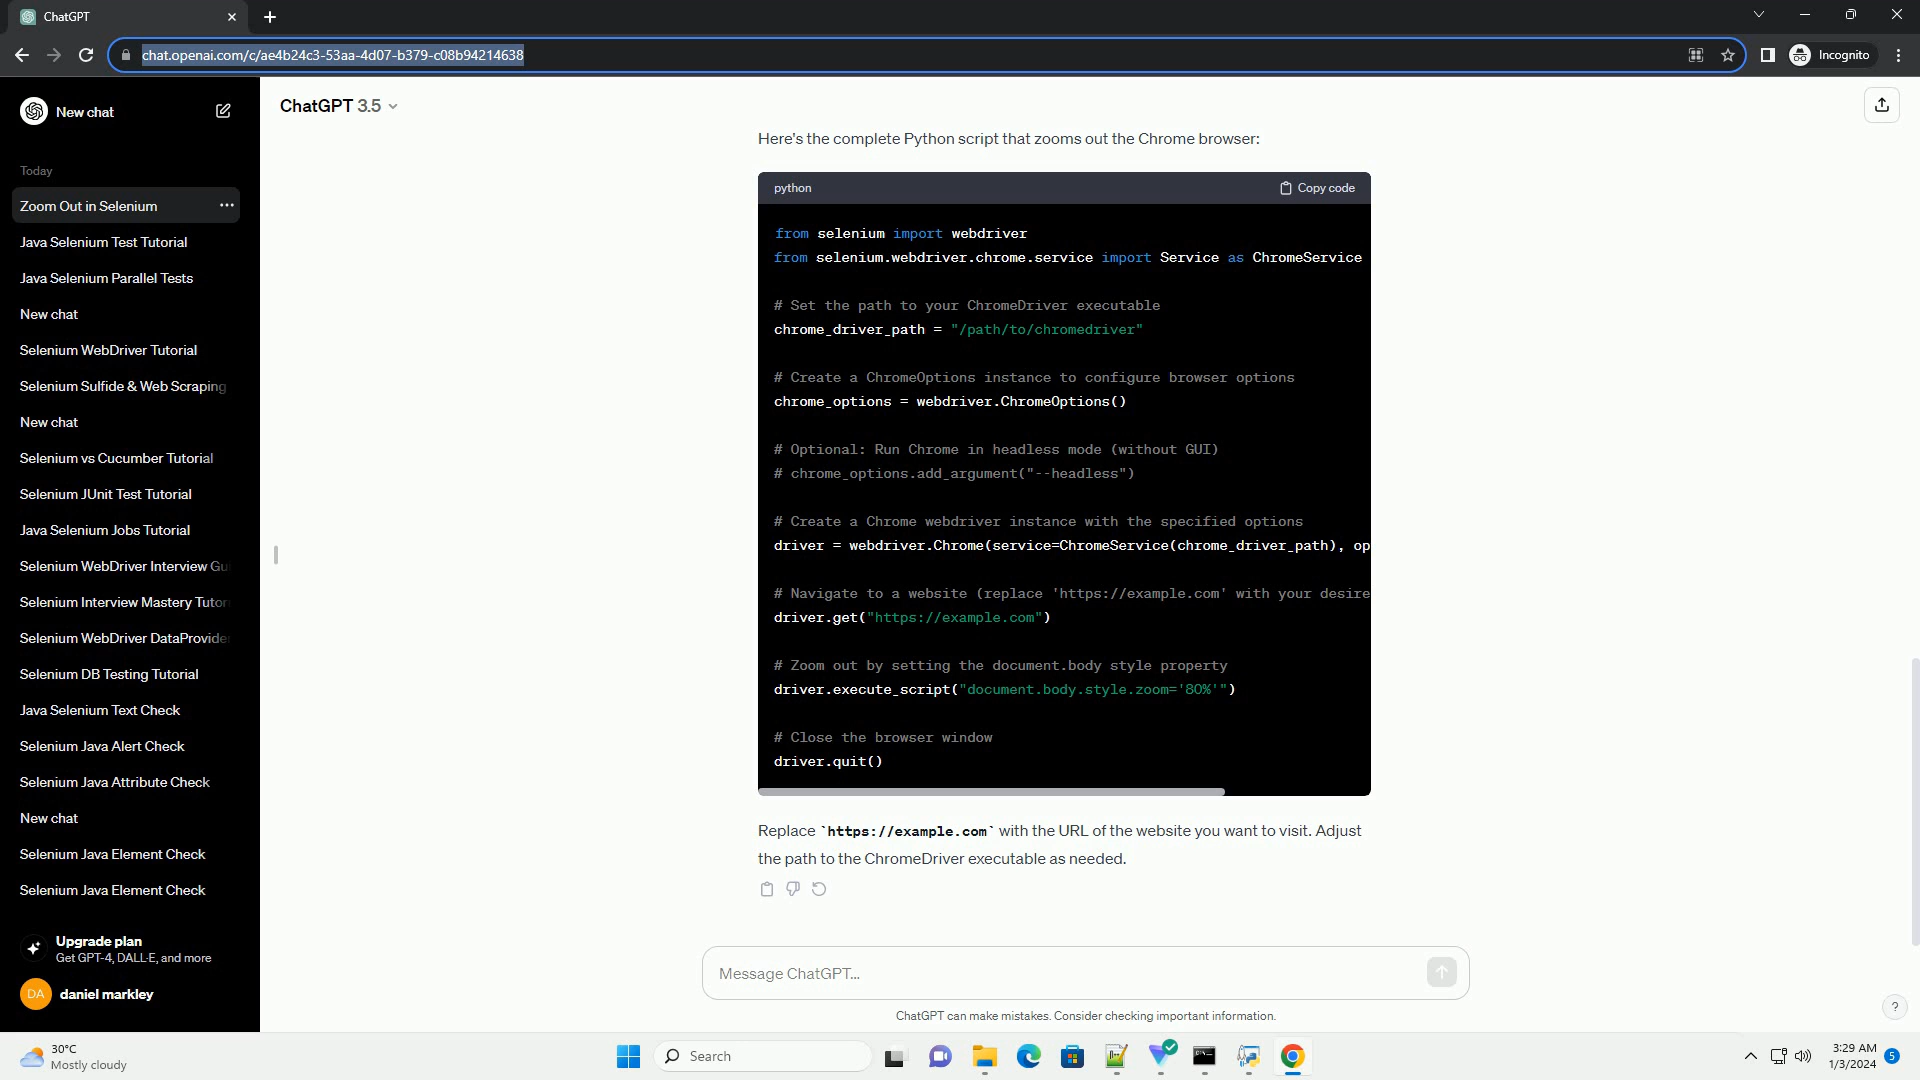 ChatGPT
chat.openai.com/c/ae4b24c3-53aa-4d07-b379-c08b94214638
Incognito
New chat
Today
Zoom Out in Selenium
Java Selenium Test Tutorial
Java Selenium Parallel Tests
New chat
Selenium WebDriver Tutorial
Selenium Sulfide & Web Scraping
New chat
Selenium vs Cucumber Tutorial
Selenium JUnit Test Tutorial
Java Selenium Jobs Tutorial
Selenium WebDriver Interview Gu
Selenium Interview Mastery Tutor
Selenium WebDriver DataProvide
Selenium DB Testing Tutorial
Java Selenium Text Check
Selenium Java Alert Check
Selenium Java Attribute Check
New chat
Selenium Java Element Check
Selenium Java Element Check
Upgrade plan
Get GPT-4, DALL·E, and more
DA daniel markley
ChatGPT 3.5
Here's the complete Python script that zooms out the Chrome browser:
python Copy code
from selenium import webdriver
from selenium.webdriver.chrome.service import Service as ChromeService
# Set the path to your ChromeDriver executable
chrome_driver_path = "/path/to/chromedriver"
# Create a ChromeOptions instance to configure browser options
chrome_options = webdriver.ChromeOptions()
# Optional: Run Chrome in headless mode (without GUI)
# chrome_options.add_argument("--headless")
# Create a Chrome webdriver instance with the specified options
driver = webdriver.Chrome(service=ChromeService(chrome_driver_path), op
# Navigate to a website (replace 'https://example.com' with your desire
driver.get("https://example.com")
# Zoom out by setting the document.body style property
driver.execute_script("document.body.style.zoom='80%'")
# Close the browser window
driver.quit()
Replace `https://example.com` with the URL of the website you want to visit. Adjust
the path to the ChromeDriver executable as needed.
Message ChatGPT...
ChatGPT can make mistakes. Consider checking important information.
?
30°C
Mostly cloudy
Search
3:29 AM
1/3/2024
5